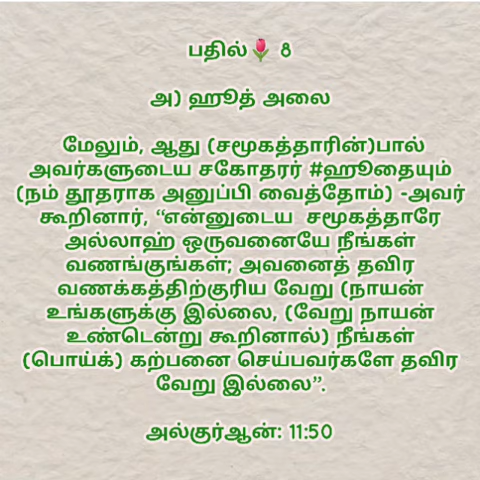 பதில்🌷 8
அ) ஹூத் அலை
மேலும், ஆது (சமூகத்தாரின்)பால்
அவர்களுடைய சகோதரர் #ஹூதையும்
(நம் தூதராக அனுப்பி வைத்தோம்) -அவர்
கூறினார், “என்னுடைய சமூகத்தாரே
அல்லாஹ் ஒருவனையே நீங்கள்
வணங்குங்கள்; அவனைத் தவிர
வணக்கத்திற்குரிய வேறு (நாயன்
உங்களுக்கு இல்லை, (வேறு நாயன்
உண்டென்று கூறினால்) நீங்கள்
(பொய்க்) கற்பனை செய்பவர்களே தவிர
வேறு இல்லை”.
அல்குர்ஆன்: 11:50